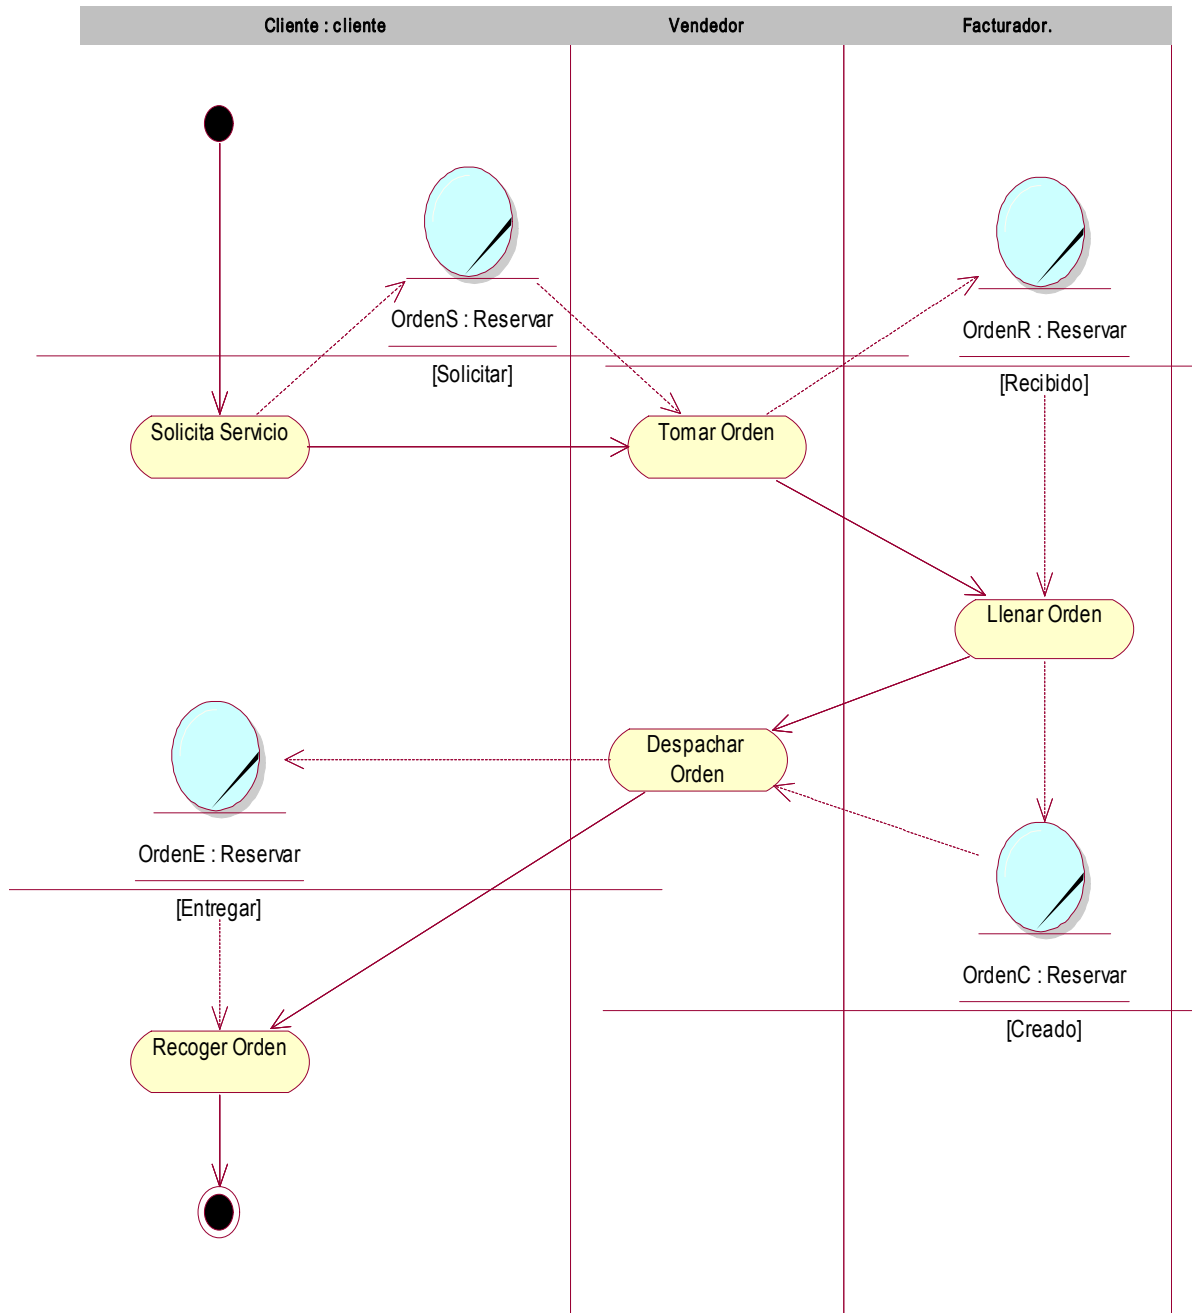 Cliente : cliente
Vendedor
Facturador.
OrdenS : Reservar
[Solicitar]
OrdenR : Reservar
[Recibido]
Solicita Servicio
Tomar Orden
Llenar Orden
Despachar
Orden
OrdenE : Reservar
[Entregar]
OrdenC : Reservar
[Creado]
Recoger Orden